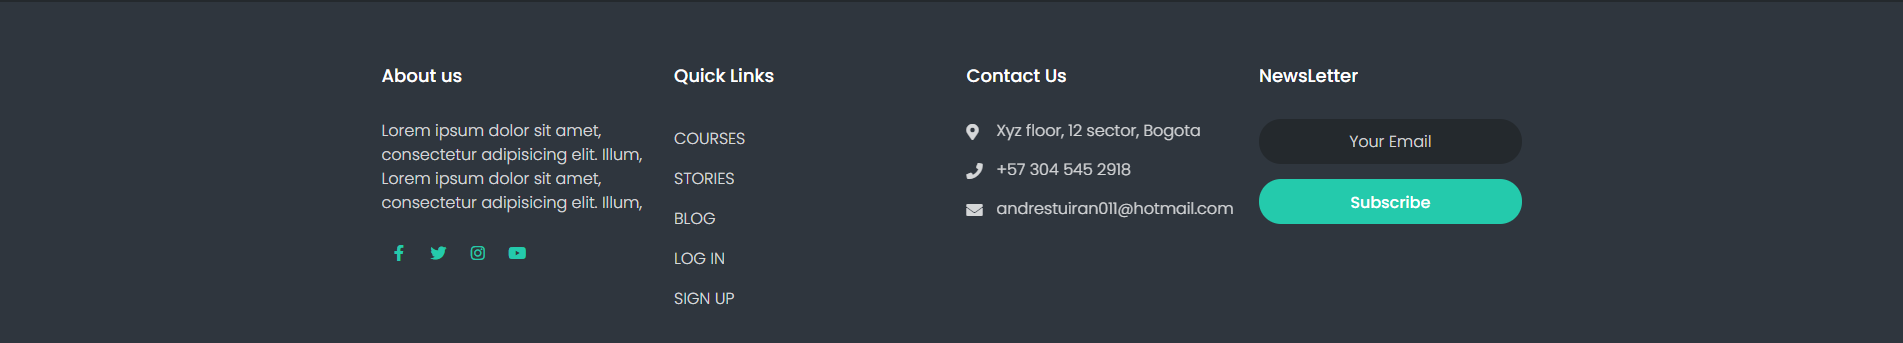 About us
Lorem ipsum dolor sit amet,
consectetur adipisicing elit. Illum,
Lorem ipsum dolor sit amet,
consectetur adipisicing elit. Illum,
Quick Links
COURSES
STORIES
BLOG
LOG IN
SIGN UP
Contact Us
Xyz floor, 12 sector, Bogota
+57 304 545 2918
andrestuiran011@hotmail.com
NewsLetter
Your Email
Subscribe